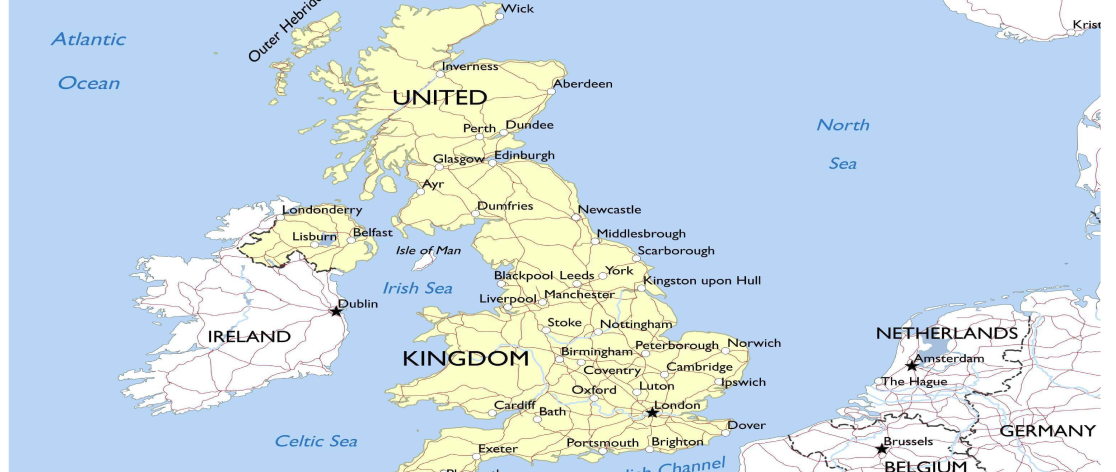 Wick
Outer Hebrides
Atlantic
Ocean
Krist
Inverness
Aberdeen
UNITED
North
Sea
Perth
Dundee
Glasgow
Edinburgh
Ayr
Londonderry
Dumfries
Newcastle
Lisburn
Belfast
Middlesbrough
Isle of Man
Scarborough
Blackpool
Leeds
York
Kingston upon Hull
Irish Sea
Liverpool
Manchester
Dublin
Stoke
Nottingham
IRELAND
NETHERLANDS
KINGDOM
Birmingham
Peterborough
Norwich
Amsterdam
Coventry
Cambridge
The Hague
Oxford
Luton
Ipswich
Cardiff
Bath
London
Dover
GERMANY
Celtic Sea
Exeter
Portsmouth
Brighton
Brussels
lish Channel
BELGIUM